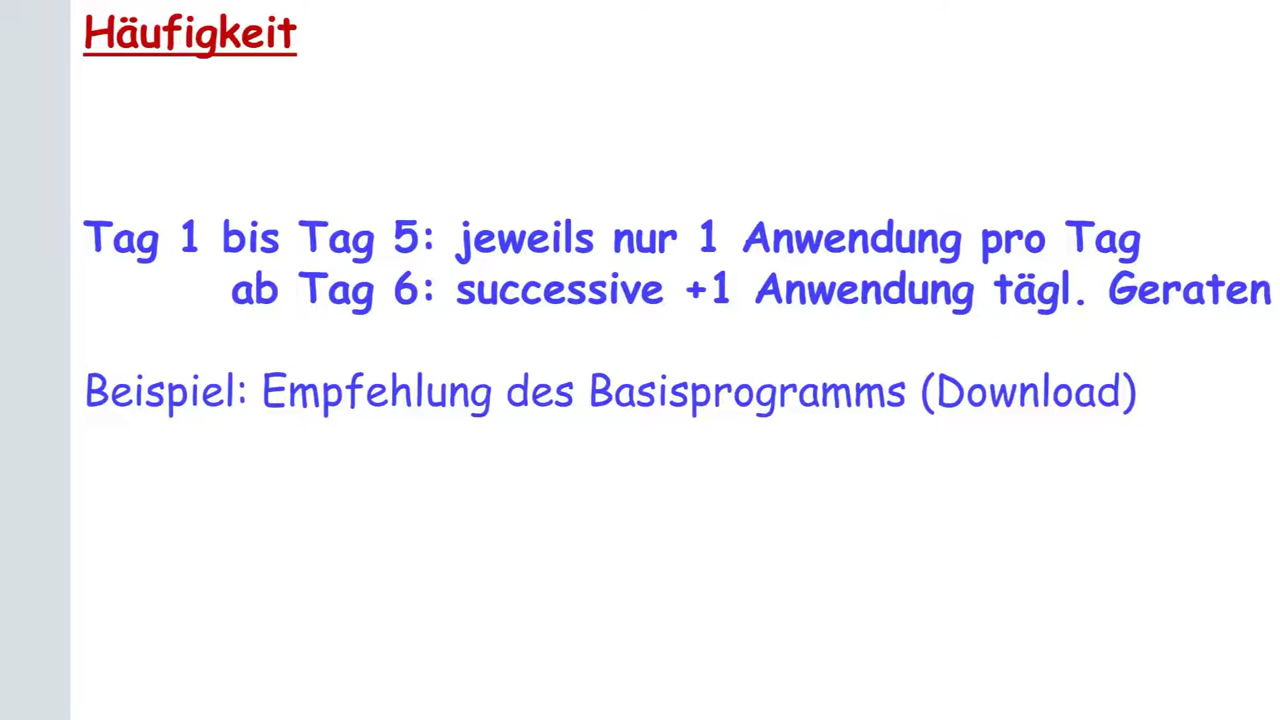 Häufigkeit
Tag 1 bis Tag 5: jeweils nur 1 Anwendung pro Tag
ab Tag 6: successive +1 Anwendung tägl. Geraten
Beispiel: Empfehlung des Basisprogramms (Download)